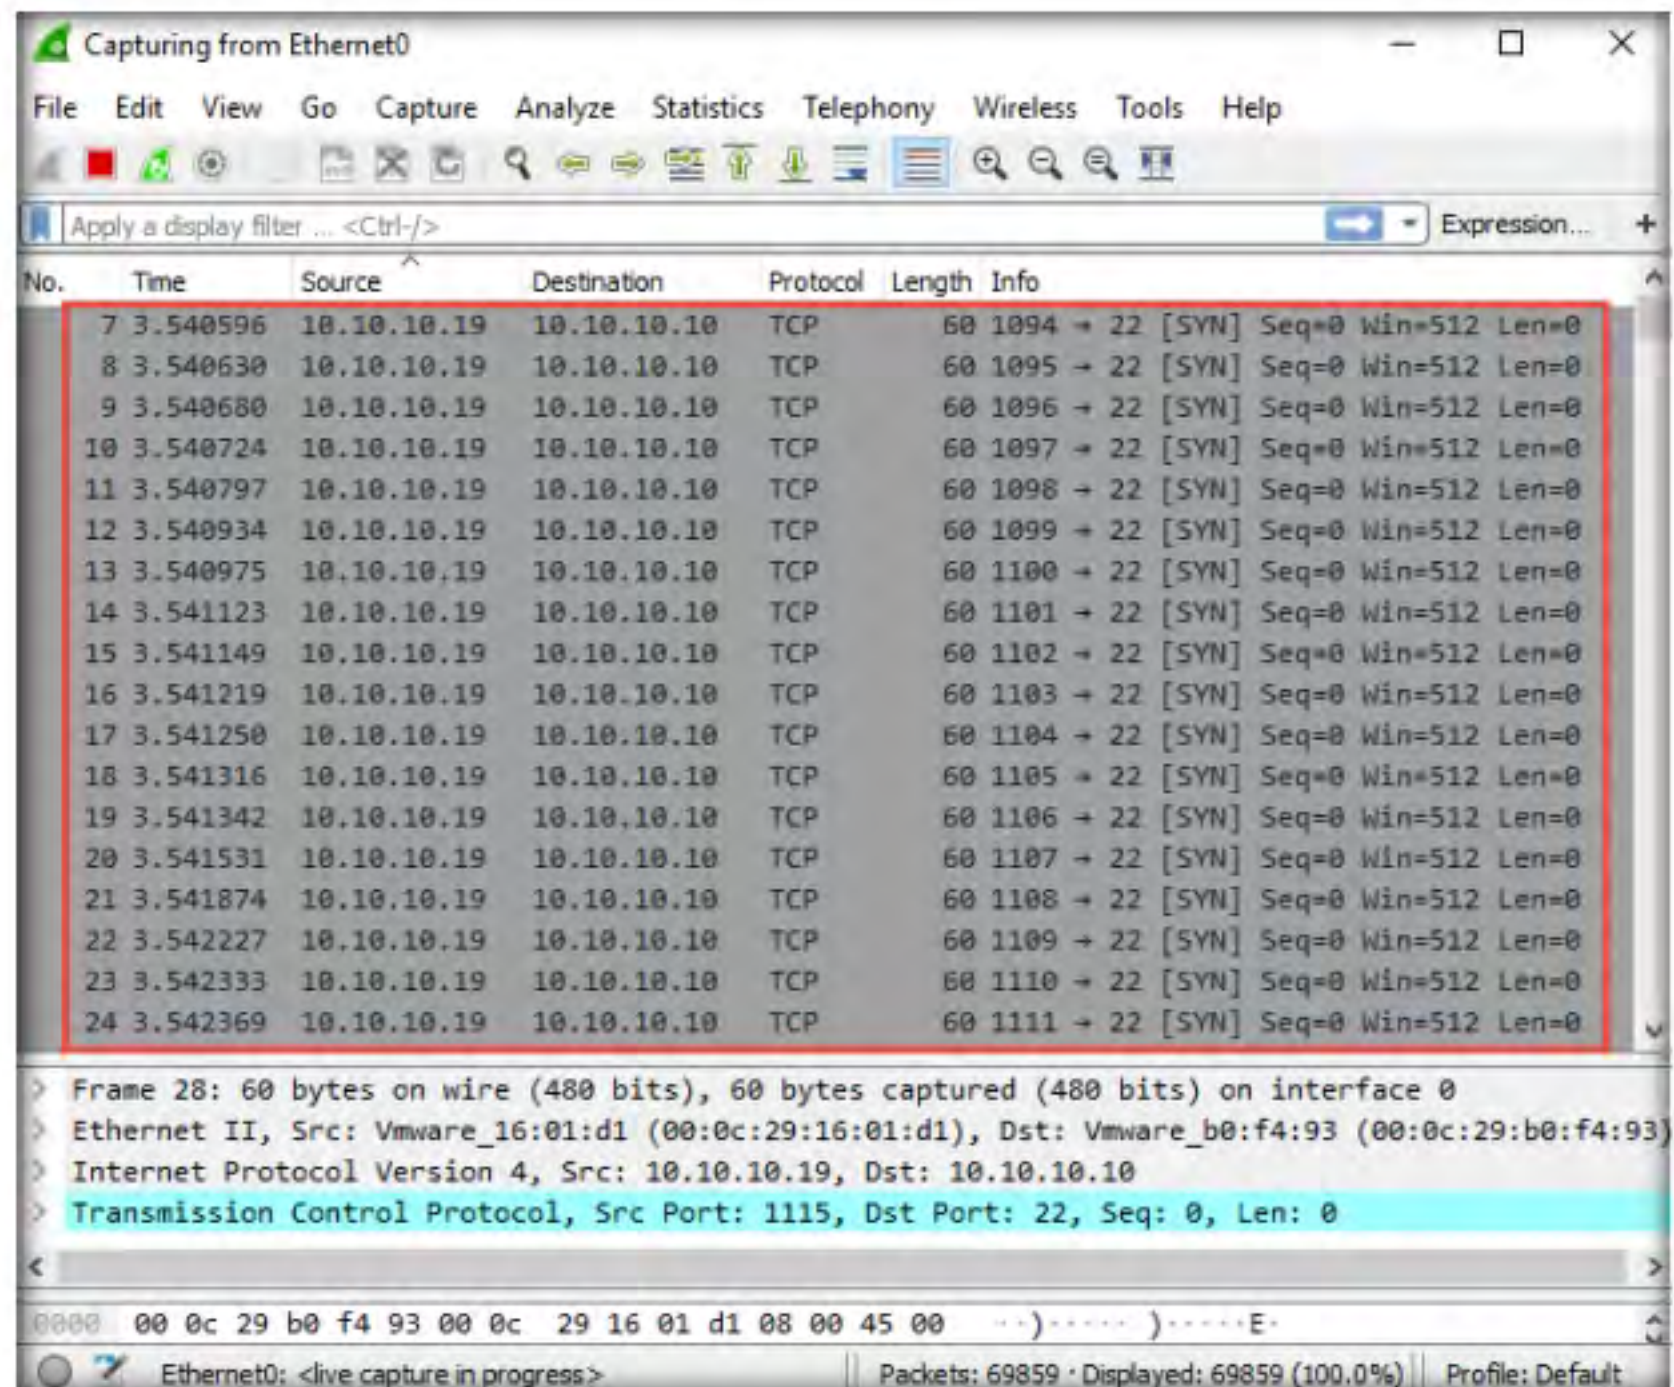 Capturing from Ethernet0
File Edit View Go Capture Analyze Statistics Telephony Wireless Tools Help
Apply a display filter ... <Ctrl-/> Expression... +
No. Time Source Destination Protocol Length Info
7 3.540596 10.10.10.19 10.10.10.10 TCP 60 1094 → 22 [SYN] Seq=0 Win=512 Len=0
8 3.540630 10.10.10.19 10.10.10.10 TCP 60 1095 → 22 [SYN] Seq=0 Win=512 Len=0
9 3.540680 10.10.10.19 10.10.10.10 TCP 60 1096 → 22 [SYN] Seq=0 Win=512 Len=0
10 3.540724 10.10.10.19 10.10.10.10 TCP 60 1097 → 22 [SYN] Seq=0 Win=512 Len=0
11 3.540797 10.10.10.19 10.10.10.10 TCP 60 1098 → 22 [SYN] Seq=0 Win=512 Len=0
12 3.540934 10.10.10.19 10.10.10.10 TCP 60 1099 → 22 [SYN] Seq=0 Win=512 Len=0
13 3.540975 10.10.10.19 10.10.10.10 TCP 60 1100 → 22 [SYN] Seq=0 Win=512 Len=0
14 3.541123 10.10.10.19 10.10.10.10 TCP 60 1101 → 22 [SYN] Seq=0 Win=512 Len=0
15 3.541149 10.10.10.19 10.10.10.10 TCP 60 1102 → 22 [SYN] Seq=0 Win=512 Len=0
16 3.541219 10.10.10.19 10.10.10.10 TCP 60 1103 → 22 [SYN] Seq=0 Win=512 Len=0
17 3.541250 10.10.10.19 10.10.10.10 TCP 60 1104 → 22 [SYN] Seq=0 Win=512 Len=0
18 3.541316 10.10.10.19 10.10.10.10 TCP 60 1105 → 22 [SYN] Seq=0 Win=512 Len=0
19 3.541342 10.10.10.19 10.10.10.10 TCP 60 1106 → 22 [SYN] Seq=0 Win=512 Len=0
20 3.541531 10.10.10.19 10.10.10.10 TCP 60 1107 → 22 [SYN] Seq=0 Win=512 Len=0
21 3.541874 10.10.10.19 10.10.10.10 TCP 60 1108 → 22 [SYN] Seq=0 Win=512 Len=0
22 3.542227 10.10.10.19 10.10.10.10 TCP 60 1109 → 22 [SYN] Seq=0 Win=512 Len=0
23 3.542333 10.10.10.19 10.10.10.10 TCP 60 1110 → 22 [SYN] Seq=0 Win=512 Len=0
24 3.542369 10.10.10.19 10.10.10.10 TCP 60 1111 → 22 [SYN] Seq=0 Win=512 Len=0
> Frame 28: 60 bytes on wire (480 bits), 60 bytes captured (480 bits) on interface 0
> Ethernet II, Src: Vmware_16:01:d1 (00:0c:29:16:01:d1), Dst: Vmware_b0:f4:93 (00:0c:29:b0:f4:93)
> Internet Protocol Version 4, Src: 10.10.10.19, Dst: 10.10.10.10
> Transmission Control Protocol, Src Port: 1115, Dst Port: 22, Seq: 0, Len: 0
0000 00 0c 29 b0 f4 93 00 0c 29 16 01 d1 08 00 45 00 ··)····· )·····E·
Ethernet0: <live capture in progress> Packets: 69859 · Displayed: 69859 (100.0%) Profile: Default